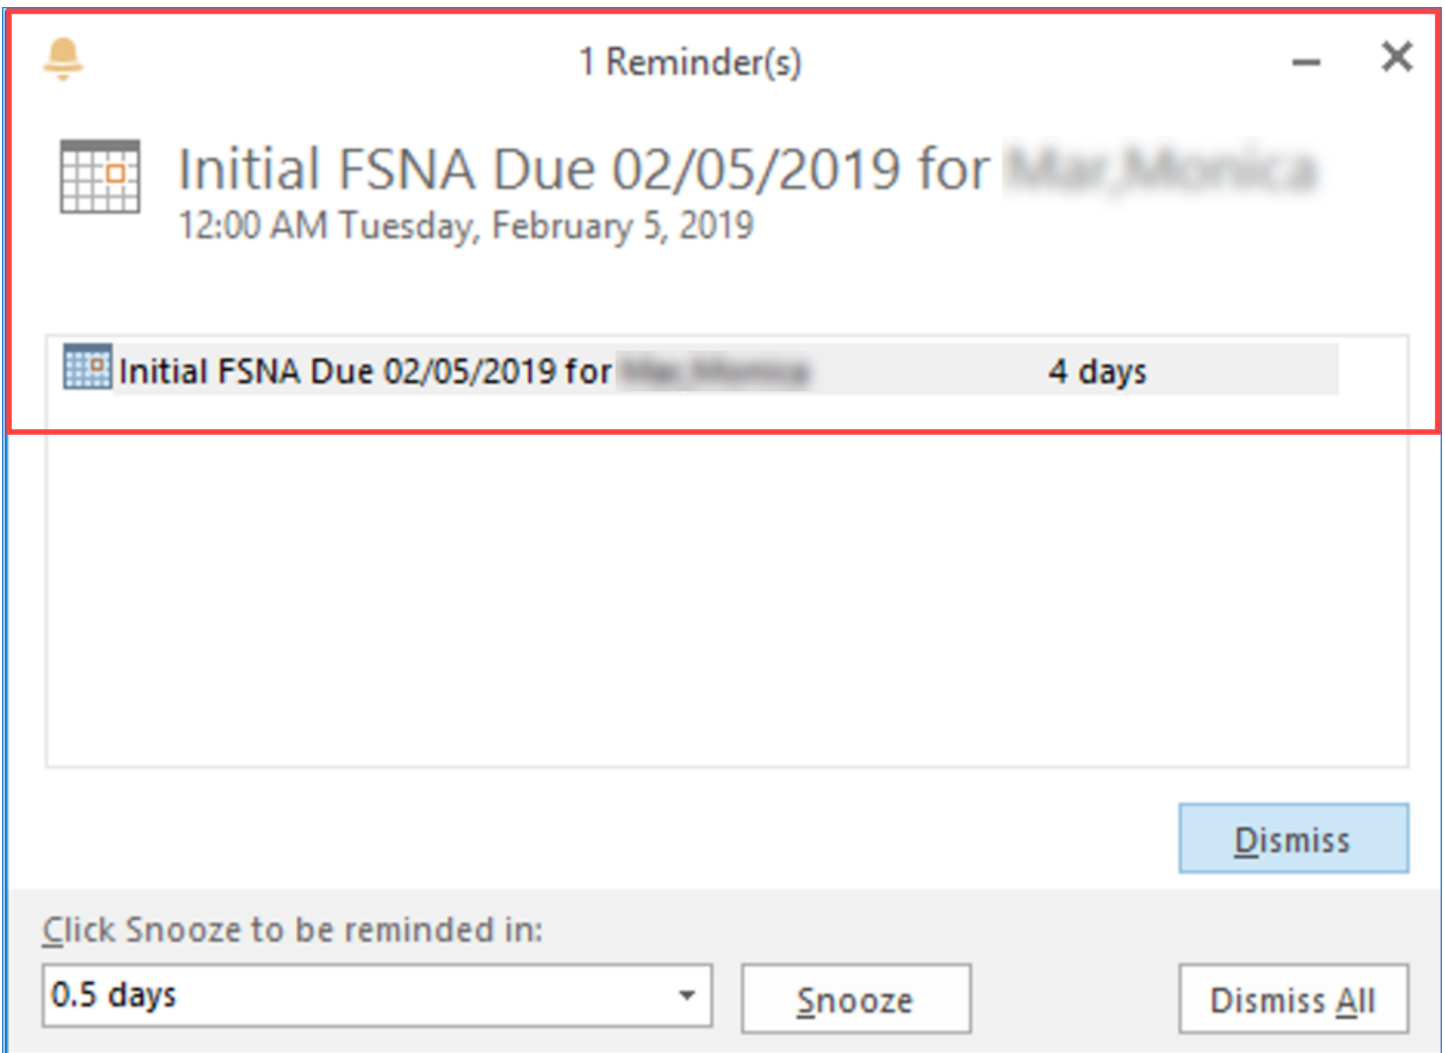 1 Reminder(s)
Initial FSNA Due 02/05/2019 for
12:00 AM Tuesday, February 5, 2019
Initial FSNA Due 02/05/2019 for 4 days
Dismiss
Click Snooze to be reminded in:
0.5 days Snooze Dismiss All